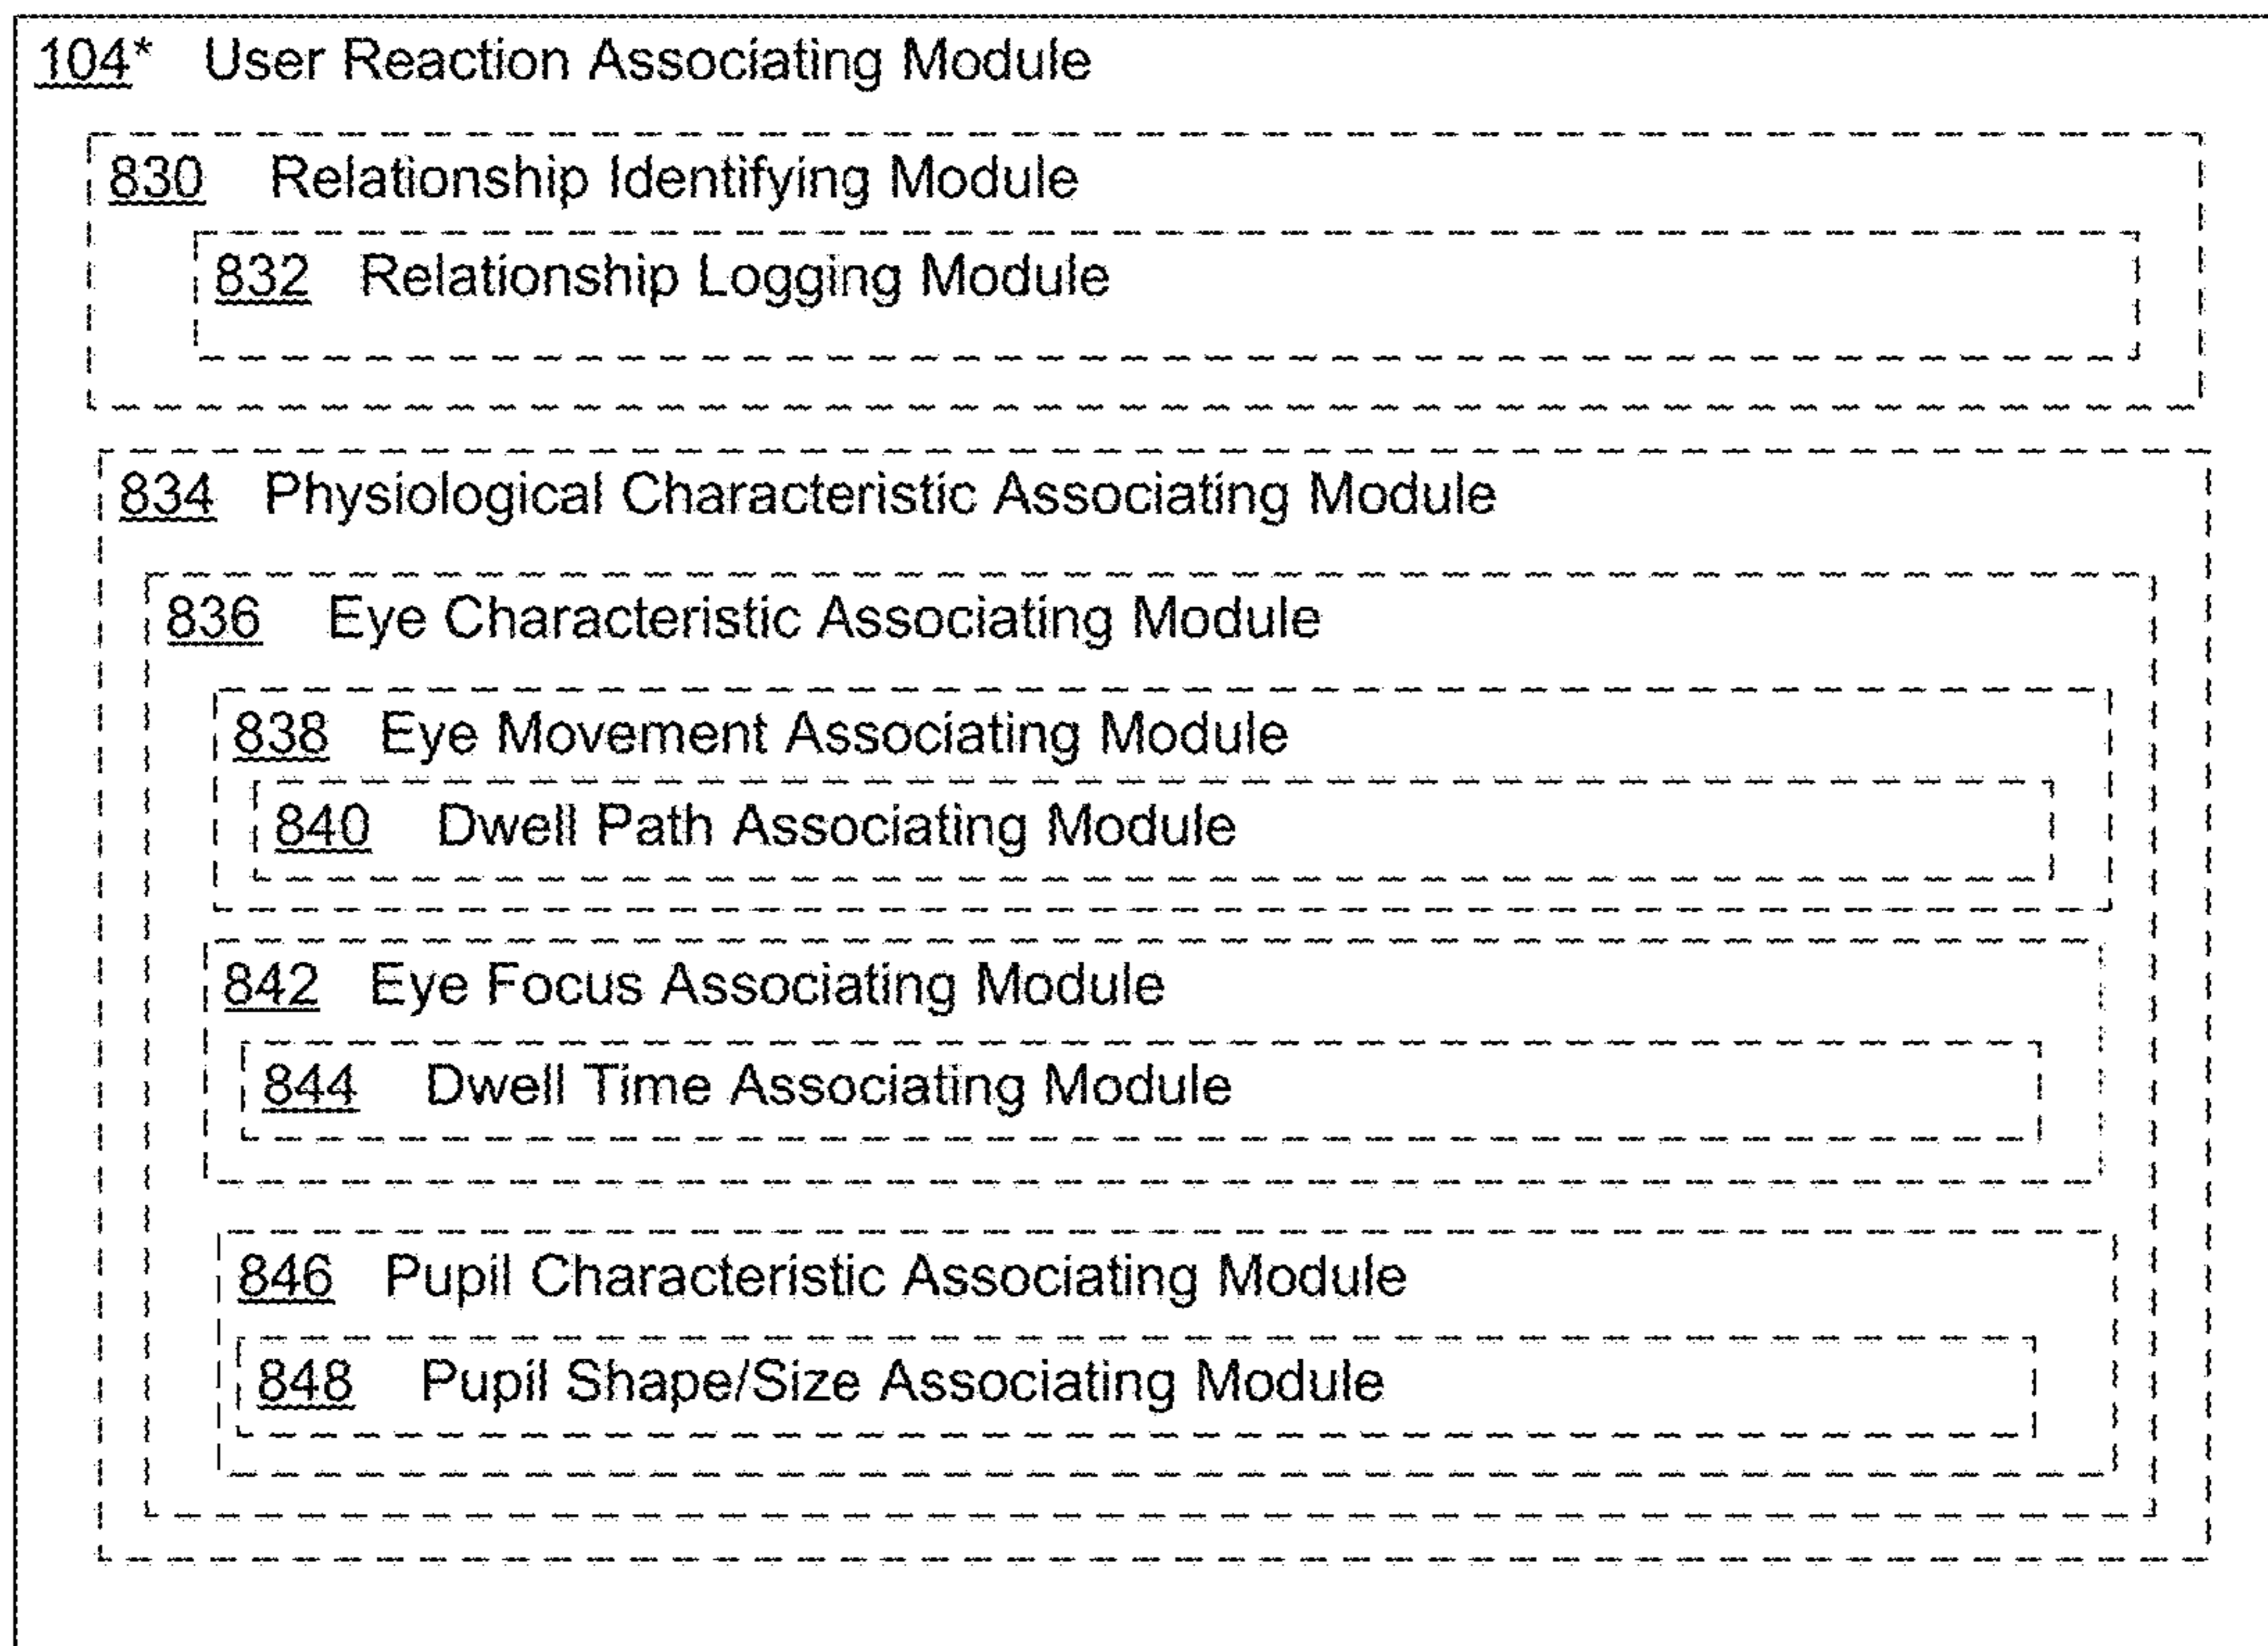 104* User Reaction Associating Module
830 Relationship Identifying Module
832 Relationship Logging Module
834 Physiological Characteristic Associating Module
836 Eye Characteristic Associating Module
838 Eye Movement Associating Module
840 Dwell Path Associating Module
842 Eye Focus Associating Module
844 Dwell Time Associating Module
846 Pupil Characteristic Associating Module
848 Pupil Shape/Size Associating Module